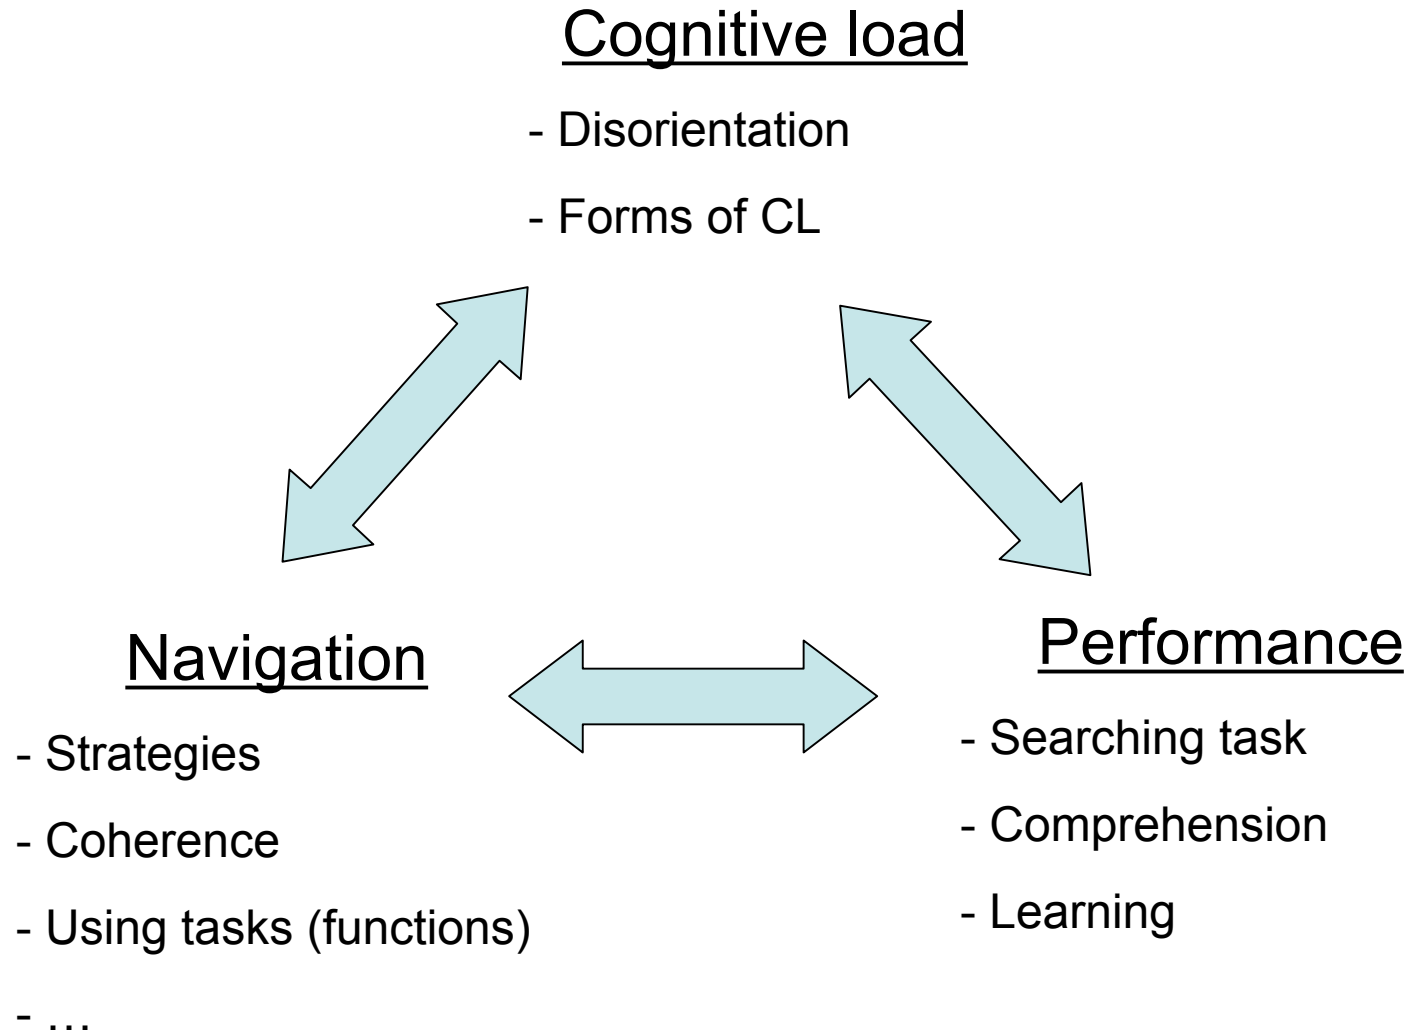 Cognitive load
- Disorientation
- Forms of CL
Navigation
- Strategies
- Coherence
- Using tasks (functions)
- ...
Performance
- Searching task
- Comprehension
- Learning